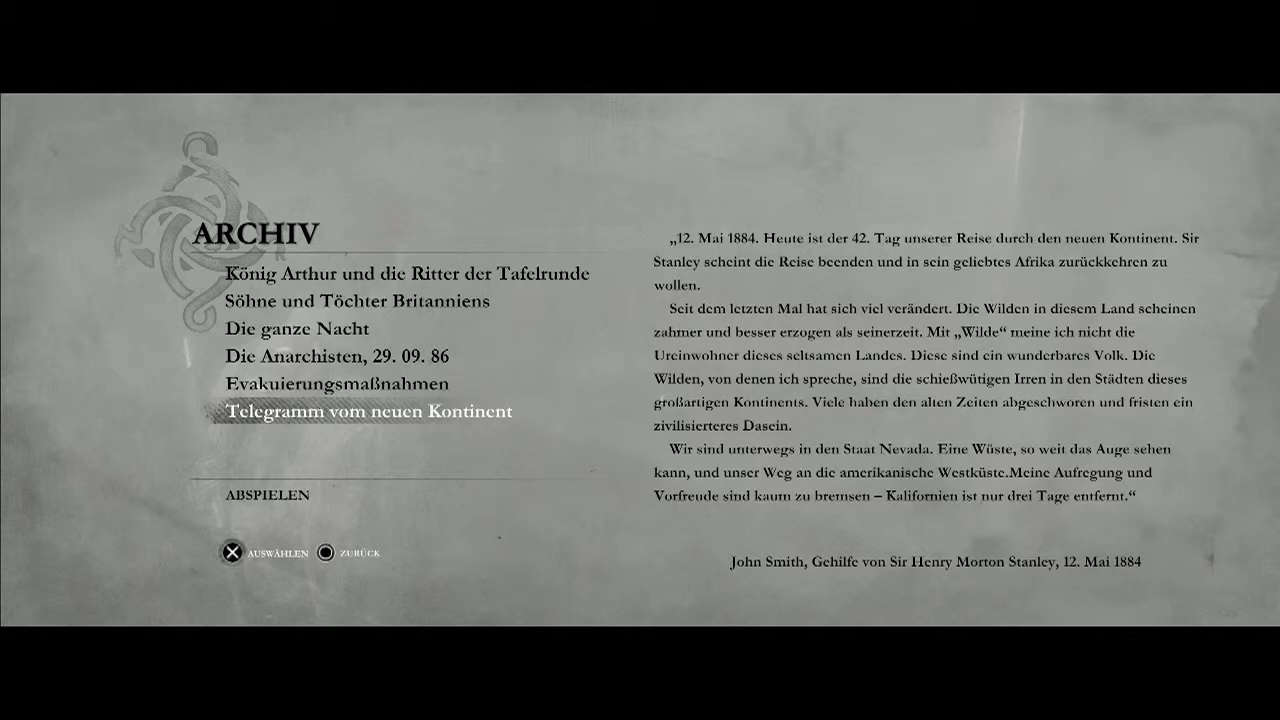 ARCHIV
König Arthur und die Ritter der Tafelrunde
Söhne und Töchter Britanniens
Die ganze Nacht
Die Anarchisten, 29. 09. 86
Evakuierungsmaßnahmen
Telegramm vom neuen Kontinent
ABSPIELEN
AUSWÄHLEN ZURÜCK
„12. Mai 1884. Heute ist der 42. Tag unserer Reise durch den neuen Kontinent. Sir
Stanley scheint die Reise beenden und in sein geliebtes Afrika zurückkehren zu
wollen.
Seit dem letzten Mal hat sich viel verändert. Die Wilden in diesem Land scheinen
zahmer und besser erzogen als seinerzeit. Mit „Wilde“ meine ich nicht die
Ureinwohner dieses seltsamen Landes. Diese sind ein wunderbares Volk. Die
Wilden, von denen ich spreche, sind die schießwütigen Irren in den Städten dieses
großartigen Kontinents. Viele haben den alten Zeiten abgeschworen und fristen ein
zivilisierteres Dasein.
Wir sind unterwegs in den Staat Nevada. Eine Wüste, so weit das Auge sehen
kann, und unser Weg an die amerikanische Westküste.Meine Aufregung und
Vorfreude sind kaum zu bremsen – Kalifornien ist nur drei Tage entfernt.“
John Smith, Gehilfe von Sir Henry Morton Stanley, 12. Mai 1884